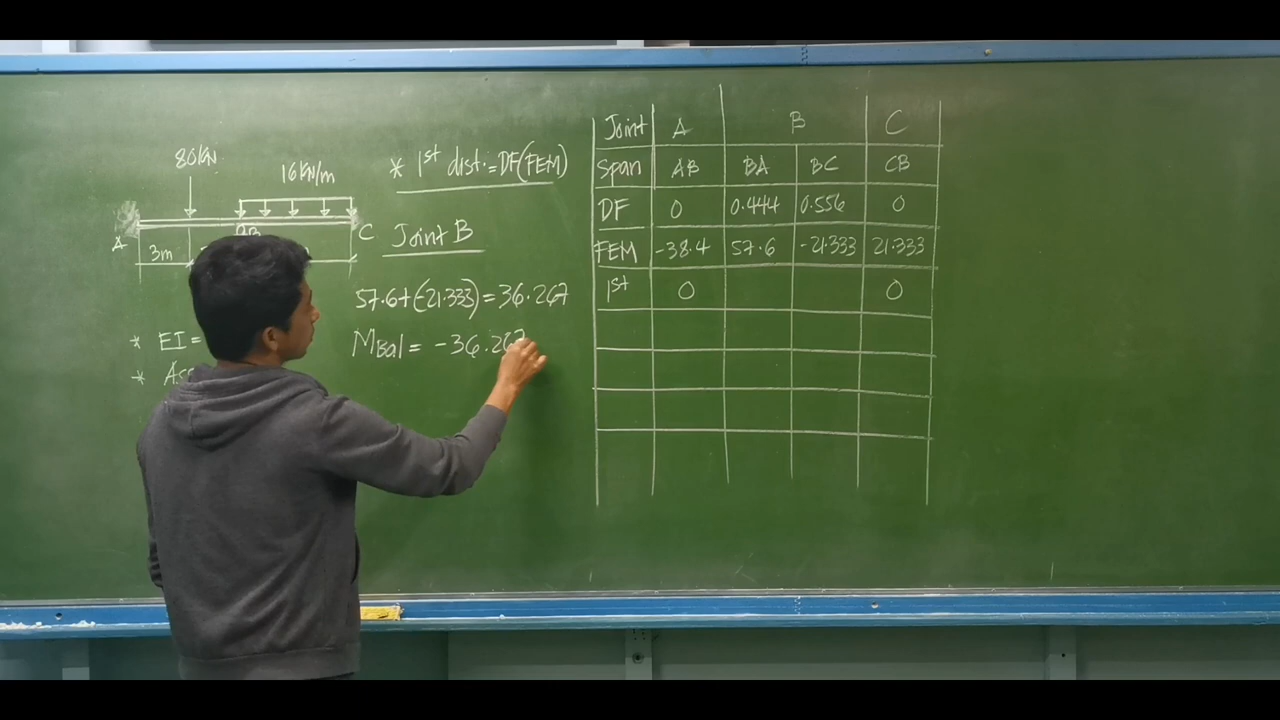 80KN
16KN/m
A
B
C
3m
* EI =
*
* 1st dist. = DF(FEM)
Joint B
57.6+(-21.333) = 36.267
MBal = -36.267
Joint A B C
Span AB BA BC CB
DF 0 0.444 0.556 0
FEM -38.4 57.6 -21.333 21.333
1st 0 0